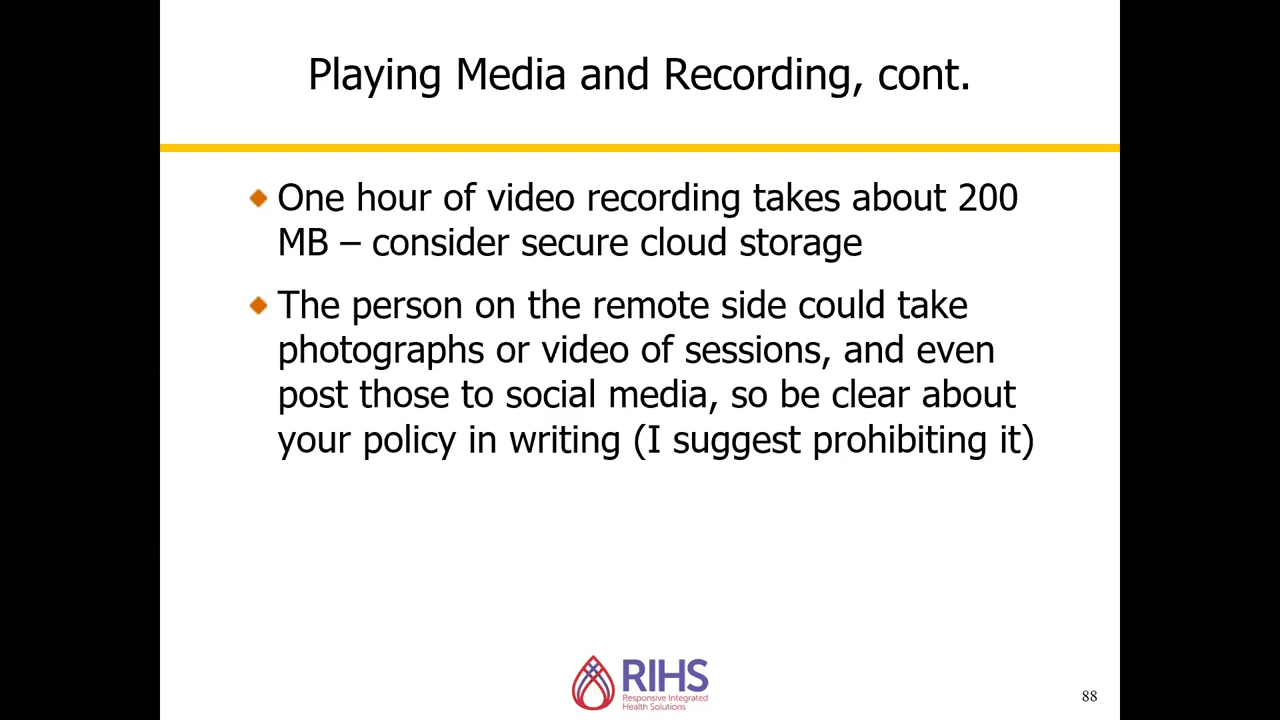 Playing Media and Recording, cont.
One hour of video recording takes about 200
MB – consider secure cloud storage
The person on the remote side could take
photographs or video of sessions, and even
post those to social media, so be clear about
your policy in writing (I suggest prohibiting it)
RIHS
Responsive Integrated
Health Solutions
88